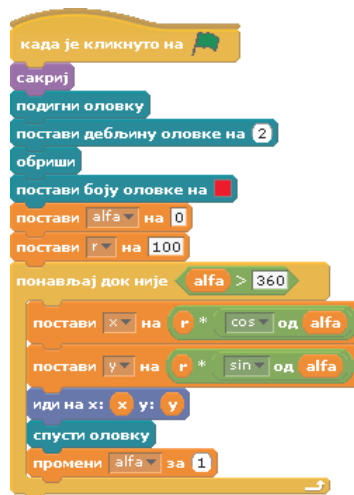 када је кликнуто на
сакриј
подигни оловку
постави дебљину оловке на 2
обриши
постави боју оловке на
постави alfa на 0
постави r на 100
понављај док није alfa > 360
постави x на r * cos од alfa
постави y на r * sin од alfa
иди на x: x y: y
спусти оловку
промени alfa за 1